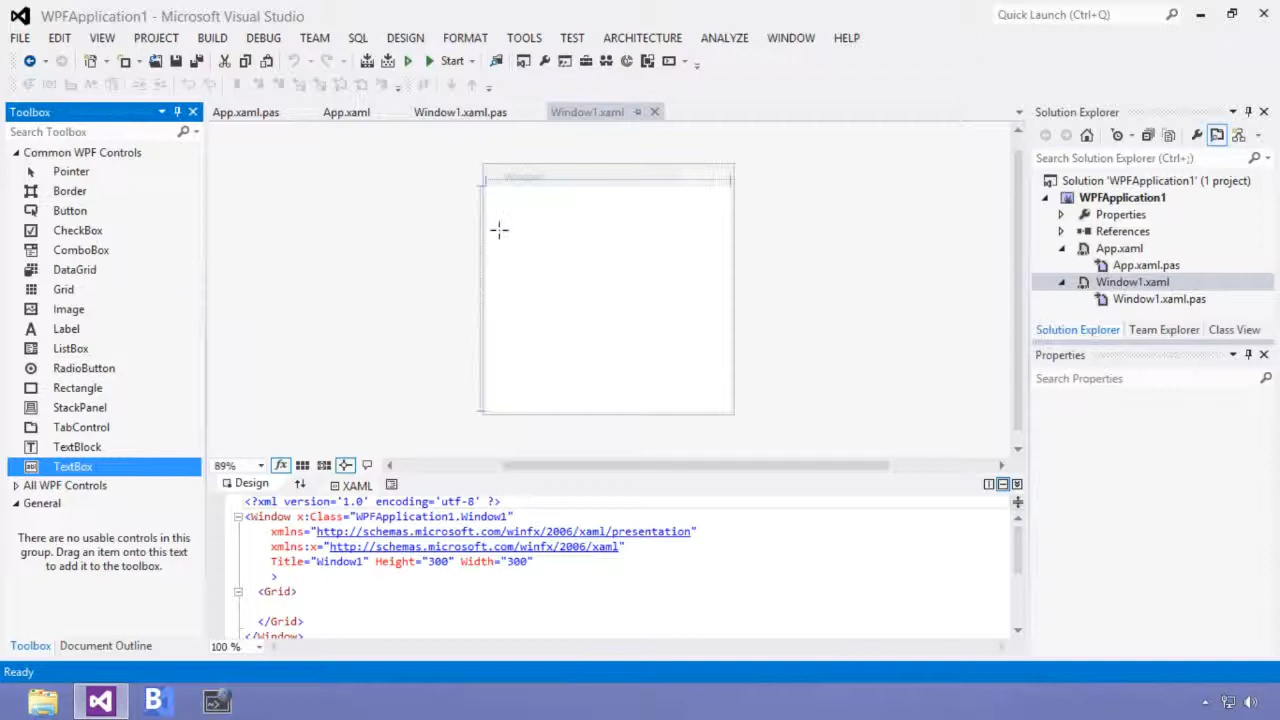 WPFApplication1 - Microsoft Visual Studio
Quick Launch (Ctrl+Q)
FILE EDIT VIEW PROJECT BUILD DEBUG TEAM SQL DESIGN FORMAT TOOLS TEST ARCHITECTURE ANALYZE WINDOW HELP
Start
Toolbox
App.xaml.pas App.xaml Window1.xaml.pas Window1.xaml
Search Toolbox
Common WPF Controls
Pointer
Border
Button
CheckBox
ComboBox
DataGrid
Grid
Image
Label
ListBox
RadioButton
Rectangle
StackPanel
TabControl
TextBlock
TextBox
All WPF Controls
General
There are no usable controls in this
group. Drag an item onto this text
to add it to the toolbox.
Toolbox Document Outline
Window1
89%
Design XAML
<?xml version='1.0' encoding='utf-8' ?>
<Window x:Class="WPFApplication1.Window1"
xmlns="http://schemas.microsoft.com/winfx/2006/xaml/presentation"
xmlns:x="http://schemas.microsoft.com/winfx/2006/xaml"
Title="Window1" Height="300" Width="300"
>
<Grid>
</Grid>
</Window>
100 %
Solution Explorer
Search Solution Explorer (Ctrl+;)
Solution 'WPFApplication1' (1 project)
WPFApplication1
Properties
References
App.xaml
App.xaml.pas
Window1.xaml
Window1.xaml.pas
Solution Explorer Team Explorer Class View
Properties
Search Properties
Ready